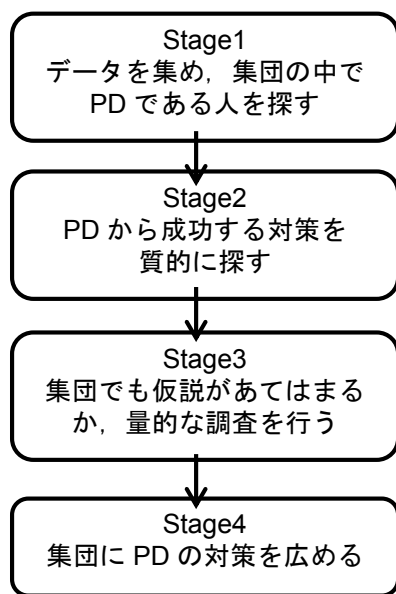 Stage1
データを集め，集団の中で
PD である人を探す
Stage2
PD から成功する対策を
質的に探す
Stage3
集団でも仮説があてはまる
か，量的な調査を行う
Stage4
集団に PD の対策を広める